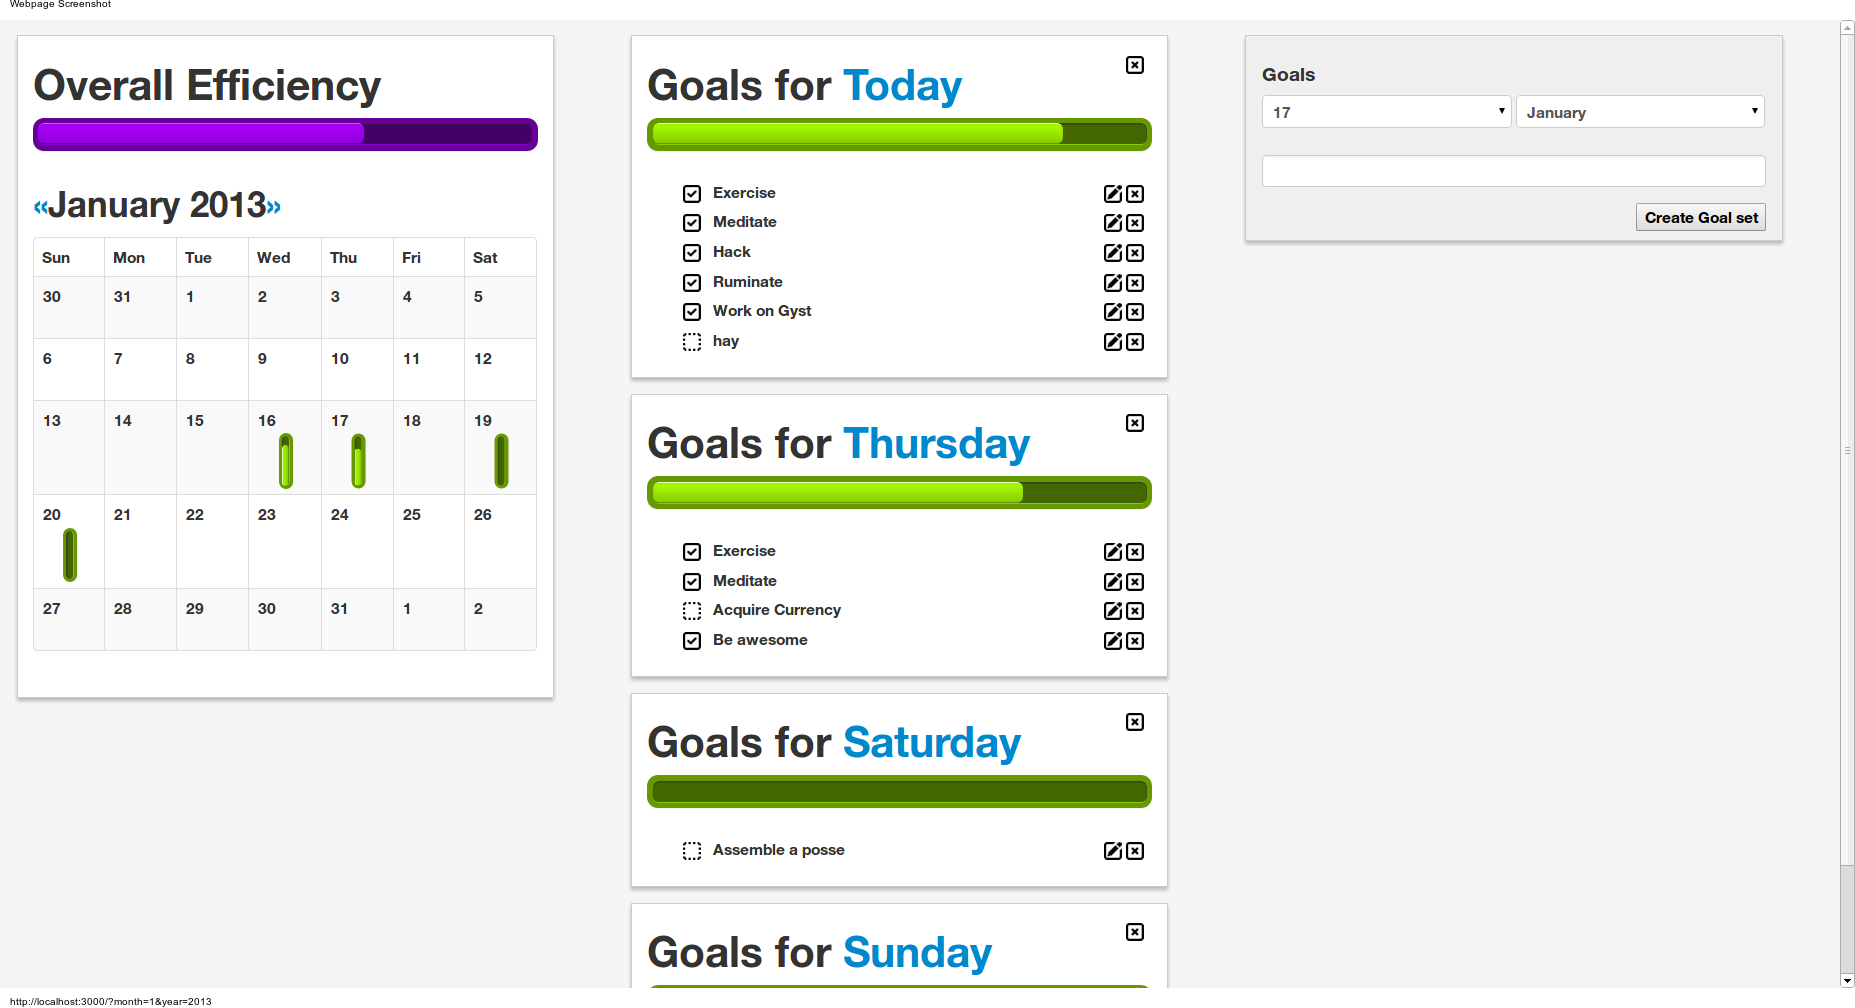 Webpage Screenshot
Overall Efficiency
«January 2013»
Sun Mon Tue Wed Thu Fri Sat
30 31 1 2 3 4 5
6 7 8 9 10 11 12
13 14 15 16 17 18 19
20 21 22 23 24 25 26
27 28 29 30 31 1 2
Goals for Today
Exercise
Meditate
Hack
Ruminate
Work on Gyst
hay
Goals for Thursday
Exercise
Meditate
Acquire Currency
Be awesome
Goals for Saturday
Assemble a posse
Goals for Sunday
Goals
17 January
Create Goal set
http://localhost:3000/?month=1&year=2013